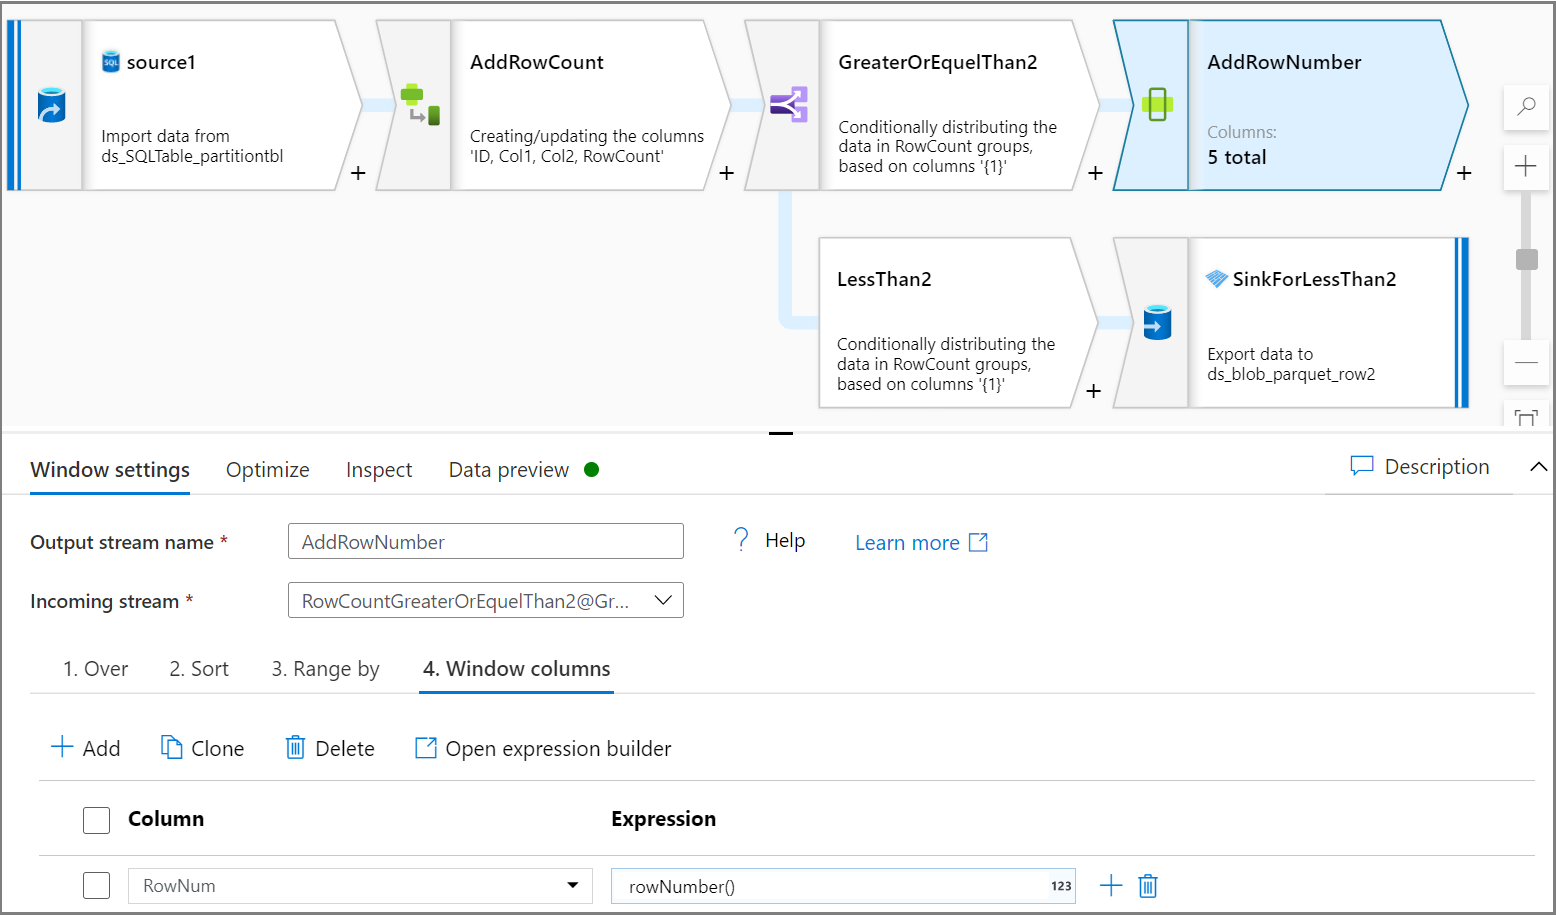 SQL source1
Import data from
ds_SQLTable_partitiontbl
+
AddRowCount
Creating/updating the columns
'ID, Col1, Col2, RowCount'
+
GreaterOrEquelThan2
Conditionally distributing the
data in RowCount groups,
based on columns '{1}'
+
AddRowNumber
Columns:
5 total
+
LessThan2
Conditionally distributing the
data in RowCount groups,
based on columns '{1}'
+
SinkForLessThan2
Export data to
ds_blob_parquet_row2
Window settings Optimize Inspect Data preview Description
Output stream name * AddRowNumber ? Help Learn more
Incoming stream * RowCountGreaterOrEquelThan2@Gr...
1. Over 2. Sort 3. Range by 4. Window columns
+ Add Clone Delete Open expression builder
Column Expression
RowNum rowNumber() 123 +